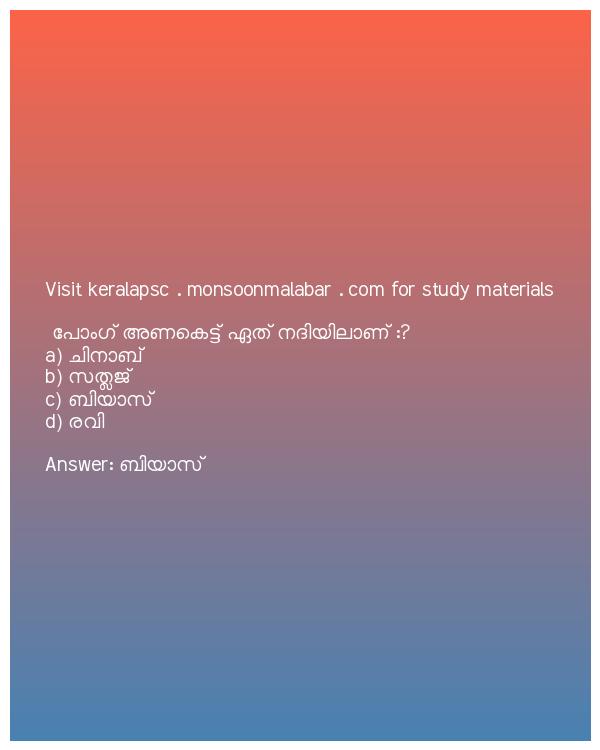 Visit keralapsc . monsoonmalabar . com for study materials
പോംഗ് അണകെട്ട് ഏത് നദിയിലാണ് :?
a) ചിനാബ്
b) സത്ലജ്
c) ബിയാസ്
d) രവി
Answer: ബിയാസ്